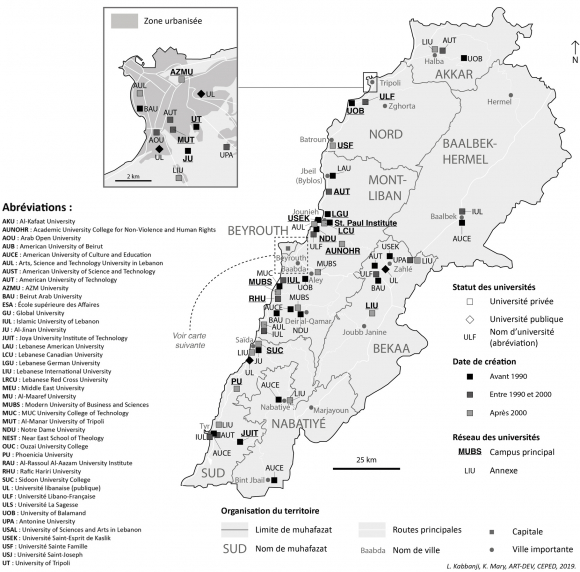 Zone urbanisée
AZMU
AUL
UL
BAU
AUT
UT
MUT
AOU
UL
JU
UPA
LIU
2 km
N
LIU
AUT
Halba
UOB
AKKAR
Tripoli
ULF
UOB
Zghorta
Hermel
NORD
Batroun
USF
BAALBEK-
HERMEL
Jbeil
(Byblos)
LAU
MONT-
LIBAN
AUT
Jounieh
LGU
USEK
St. Paul Institute
AUL
LCU
BEYROUTH
NDU
ULF
AUNOHR
Baalbek
IUL
AUCE
Beyrouth
Baabda
MUBS
LIU
USEK
AUT
UPA
LIU
Zahlé
ULF
UL
BAU
MUC
MUBS
IUL
Aley
UOB
RHU
MUBS
AUCE
BAU
Deir al-Qamar
AUL
NDU
IUL
LIU
Joubb Janine
BEKAA
Voir carte
suivante
Saïda
LIU
SUC
JU
UL
PU
AUCE
Nabatiyé
LIU
Marjayoun
NABATIYÉ
Tyr
LIU
IUL
AUT
JUIT
AUCE
SUD
AUCE
Bint Jbail
25 km
Abréviations :
AKU : Al-Kafaat University
AUNOHR : Academic University College for Non-Violence and Human Rights
AOU : Arab Open University
AUB : American University of Beirut
AUCE : American University of Culture and Education
AUL : Arts, Science and Technology University in Lebanon
AUST : American University of Science and Technology
AUT : American University of Technology
AZMU : AZM University
BAU : Beirut Arab University
ESA : École supérieure des Affaires
GU : Global University
IUL : Islamic University of Lebanon
JU : Al-Jinan University
JUIT : Joya University Institute of Technology
LAU : Lebanese American University
LCU : Lebanese Canadian University
LGU : Lebanese German University
LIU : Lebanese International University
LRCU : Lebanese Red Cross University
MEU : Middle East University
MU : Al-Maaref University
MUBS : Modern University of Business and Sciences
MUC : MUC University College of Technology
MUT : Al-Manar University of Tripoli
NDU : Notre Dame University
NEST : Near East School of Theology
OUC : Ouzai University College
PU : Phoenicia University
RAU : Al-Rassoul Al-Aazam University Institute
RHU : Rafic Hariri University
SUC : Sidoon University College
UL : Université libanaise (publique)
ULF : Université Libano-Française
ULS : Université La Sagesse
UOB : University of Balamand
UPA : Antonine University
USAL : University of Sciences and Arts in Lebanon
USEK : Université Saint-Esprit de Kaslik
USF : Université Sainte Famille
USJ : Université Saint-Joseph
UT : University of Tripoli
Statut des universités
Université privée
Université publique
ULF Nom d'université
(abréviation)
Date de création
Avant 1990
Entre 1990 et 2000
Après 2000
Réseau des universités
MUBS Campus principal
LIU Annexe
Organisation du territoire
Limite de muhafazat
SUD Nom de muhafazat
Routes principales
Baabda Nom de ville
Capitale
Ville importante
L. Kabbanji, K. Mary, ART-DEV, CEPED, 2019.